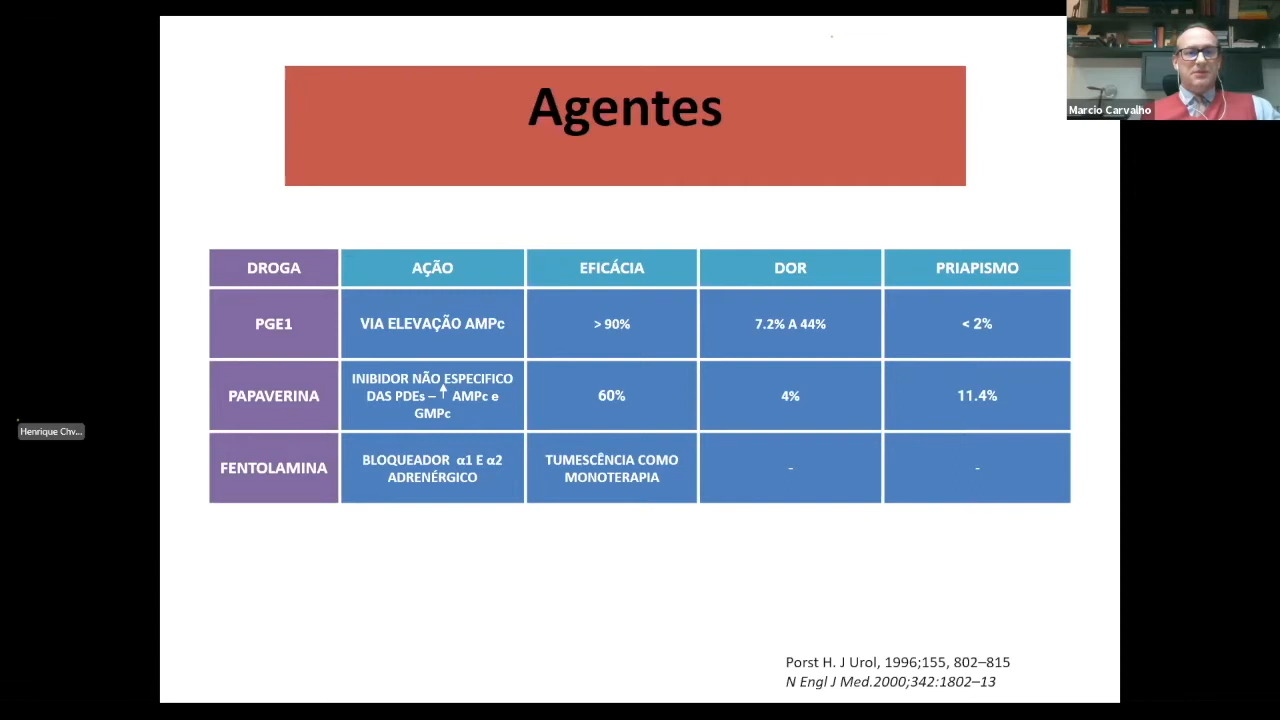 Marcio Carvalho
Agentes
DROGA
AÇÃO
EFICÁCIA
DOR
PRIAPISMO
PGE1
VIA ELEVAÇÃO AMPc
> 90%
7.2% A 44%
< 2%
PAPAVERINA
INIBIDOR NÃO ESPECIFICO
DAS PDEs – ↑ AMPc e
GMPc
60%
4%
11.4%
FENTOLAMINA
BLOQUEADOR α1 E α2
ADRENÉRGICO
TUMESCÊNCIA COMO
MONOTERAPIA
-
-
Henrique Chv...
Porst H. J Urol, 1996;155, 802–815
N Engl J Med.2000;342:1802–13